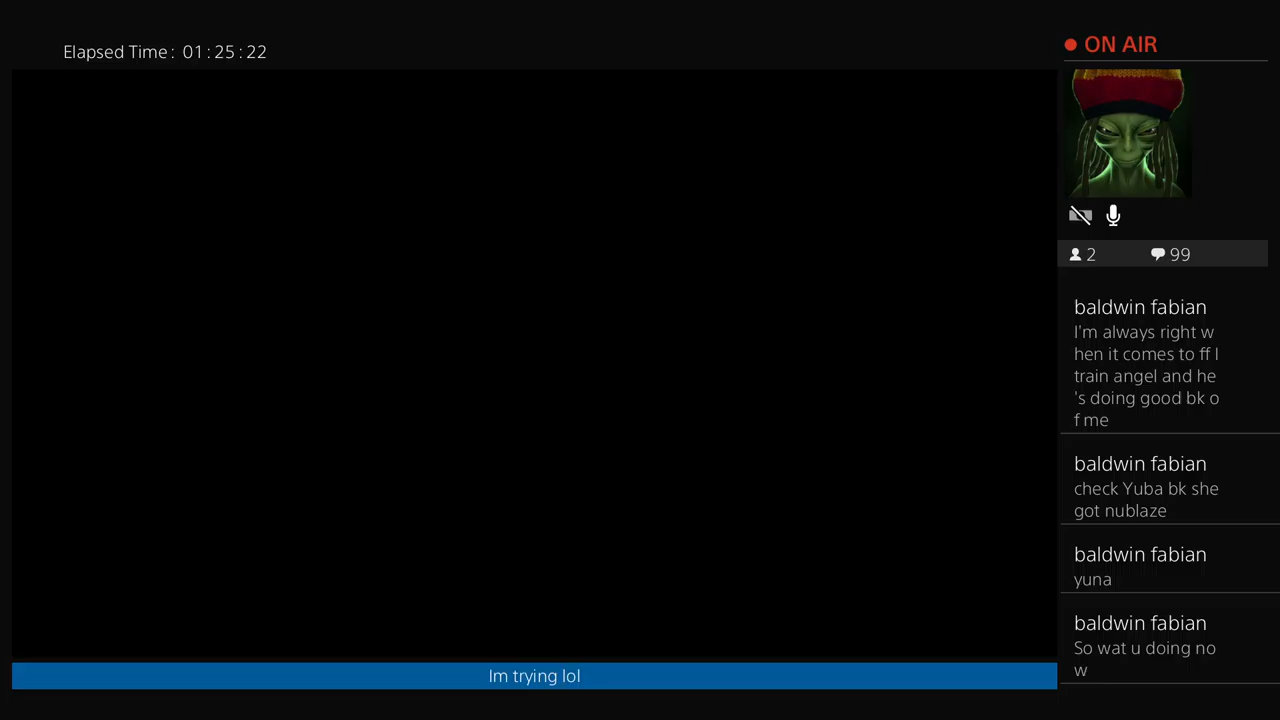 Elapsed Time: 01:25:22
ON AIR
2 99
baldwin fabian
I'm always right w
hen it comes to ff I
train angel and he
's doing good bk o
f me
baldwin fabian
check Yuba bk she
got nublaze
baldwin fabian
yuna
baldwin fabian
So wat u doing no
w
Im trying lol